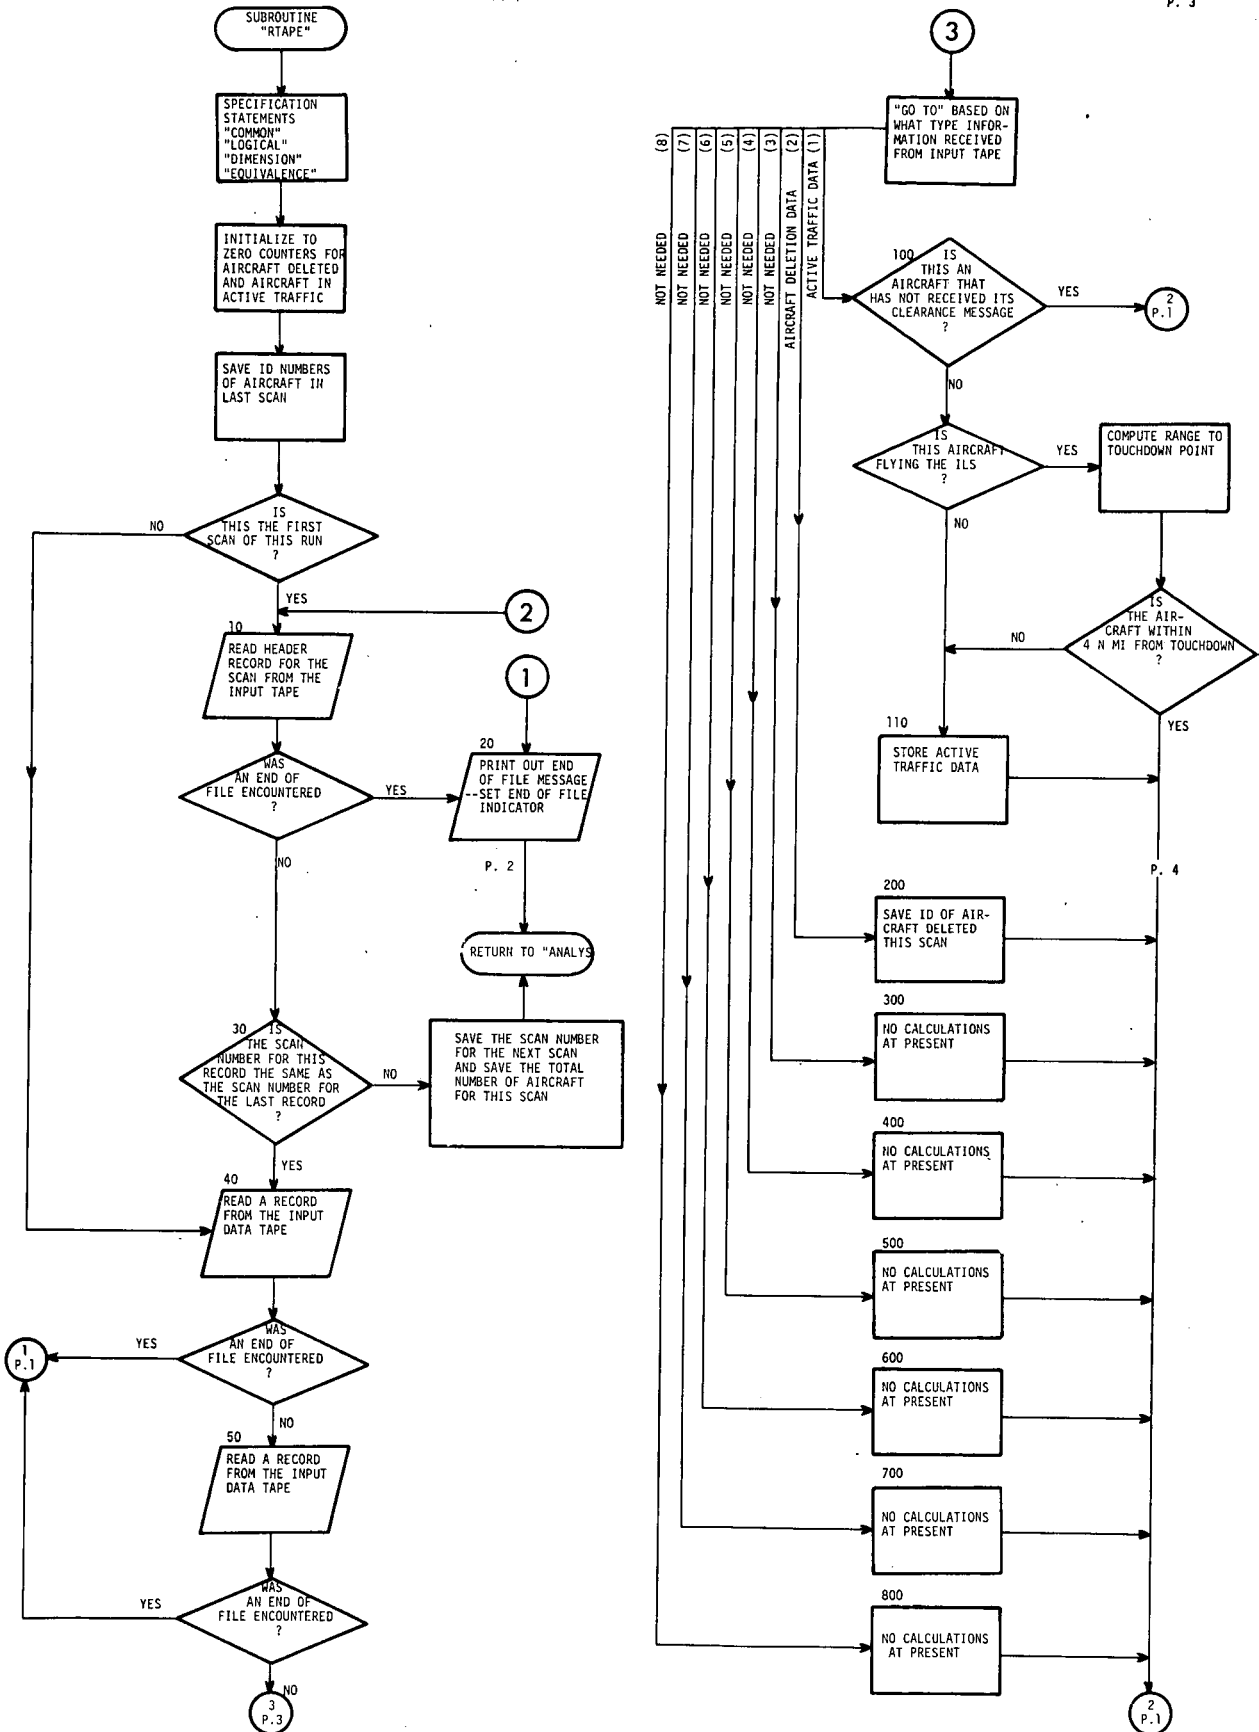 SUBROUTINE
"RTAPE"
SPECIFICATION
STATEMENTS
"COMMON"
"LOGICAL"
"DIMENSION"
"EQUIVALENCE"
INITIALIZE TO
ZERO COUNTERS FOR
AIRCRAFT DELETED
AND AIRCRAFT IN
ACTIVE TRAFFIC
SAVE ID NUMBERS
OF AIRCRAFT IN
LAST SCAN
IS
THIS THE FIRST
SCAN OF THIS RUN
?
NO
YES
2
10
READ HEADER
RECORD FOR THE
SCAN FROM THE
INPUT TAPE
1
WAS
AN END OF
FILE ENCOUNTERED
?
YES
20
PRINT OUT END
OF FILE MESSAGE
--SET END OF FILE
INDICATOR
NO
P. 2
RETURN TO "ANALYS
30 IS
THE SCAN
NUMBER FOR THIS
RECORD THE SAME AS
THE SCAN NUMBER FOR
THE LAST RECORD
?
NO
SAVE THE SCAN NUMBER
FOR THE NEXT SCAN
AND SAVE THE TOTAL
NUMBER OF AIRCRAFT
FOR THIS SCAN
YES
40
READ A RECORD
FROM THE INPUT
DATA TAPE
WAS
AN END OF
FILE ENCOUNTERED
?
YES
1
P.1
NO
50
READ A RECORD
FROM THE INPUT
DATA TAPE
WAS
AN END OF
FILE ENCOUNTERED
?
YES
NO
3
P.3
P. 3
3
"GO TO" BASED ON
WHAT TYPE INFOR-
MATION RECEIVED
FROM INPUT TAPE
NOT NEEDED (8)
NOT NEEDED (7)
NOT NEEDED (6)
NOT NEEDED (5)
NOT NEEDED (4)
NOT NEEDED (3)
AIRCRAFT DELETION DATA (2)
ACTIVE TRAFFIC DATA (1)
100 IS
THIS AN
AIRCRAFT THAT
HAS NOT RECEIVED ITS
CLEARANCE MESSAGE
?
YES
2
P.1
NO
IS
THIS AIRCRAFT
FLYING THE ILS
?
YES
COMPUTE RANGE TO
TOUCHDOWN POINT
NO
IS
THE AIR-
CRAFT WITHIN
4 N MI FROM TOUCHDOWN
?
NO
YES
110
STORE ACTIVE
TRAFFIC DATA
P. 4
200
SAVE ID OF AIR-
CRAFT DELETED
THIS SCAN
300
NO CALCULATIONS
AT PRESENT
400
NO CALCULATIONS
AT PRESENT
500
NO CALCULATIONS
AT PRESENT
600
NO CALCULATIONS
AT PRESENT
700
NO CALCULATIONS
AT PRESENT
800
NO CALCULATIONS
AT PRESENT
2
P.1